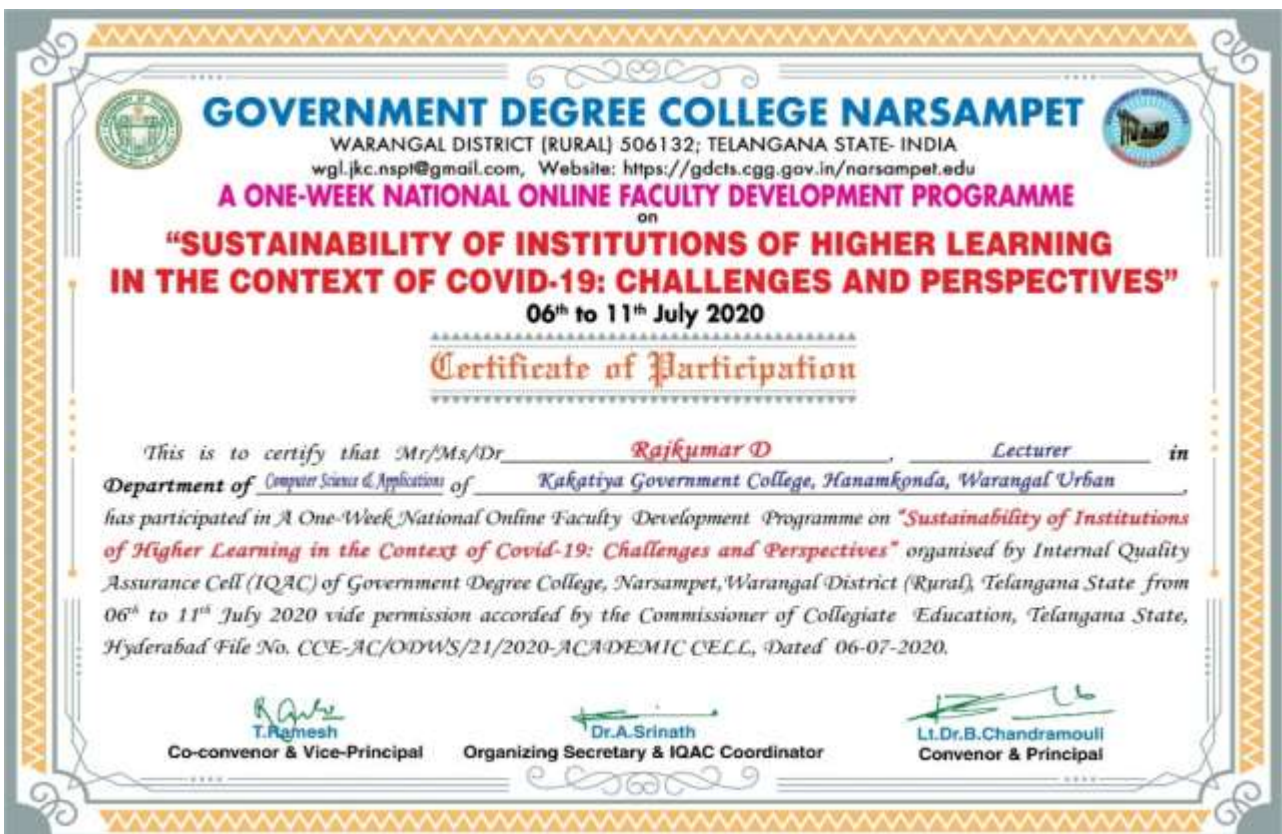 GOVERNMENT DEGREE COLLEGE NARSAMPET
WARANGAL DISTRICT (RURAL) 506132; TELANGANA STATE- INDIA
wgl.jkc.nspt@gmail.com, Website: https://gdcts.cgg.gov.in/narsampet.edu
A ONE-WEEK NATIONAL ONLINE FACULTY DEVELOPMENT PROGRAMME
on
“SUSTAINABILITY OF INSTITUTIONS OF HIGHER LEARNING
IN THE CONTEXT OF COVID-19: CHALLENGES AND PERSPECTIVES”
06th to 11th July 2020
Certificate of Participation
This is to certify that Mr/Ms/Dr Rajkumar D, Lecturer in
Department of Computer Science & Applications of Kakatiya Government College, Hanamkonda, Warangal Urban,
has participated in A One-Week National Online Faculty Development Programme on "Sustainability of Institutions
of Higher Learning in the Context of Covid-19: Challenges and Perspectives" organised by Internal Quality
Assurance Cell (IQAC) of Government Degree College, Narsampet,Warangal District (Rural), Telangana State from
06th to 11th July 2020 vide permission accorded by the Commissioner of Collegiate Education, Telangana State,
Hyderabad File No. CCE-AC/ODWS/21/2020-ACADEMIC CELL, Dated 06-07-2020.
T.Ramesh Dr.A.Srinath Lt.Dr.B.Chandramouli
Co-convenor & Vice-Principal Organizing Secretary & IQAC Coordinator Convenor & Principal